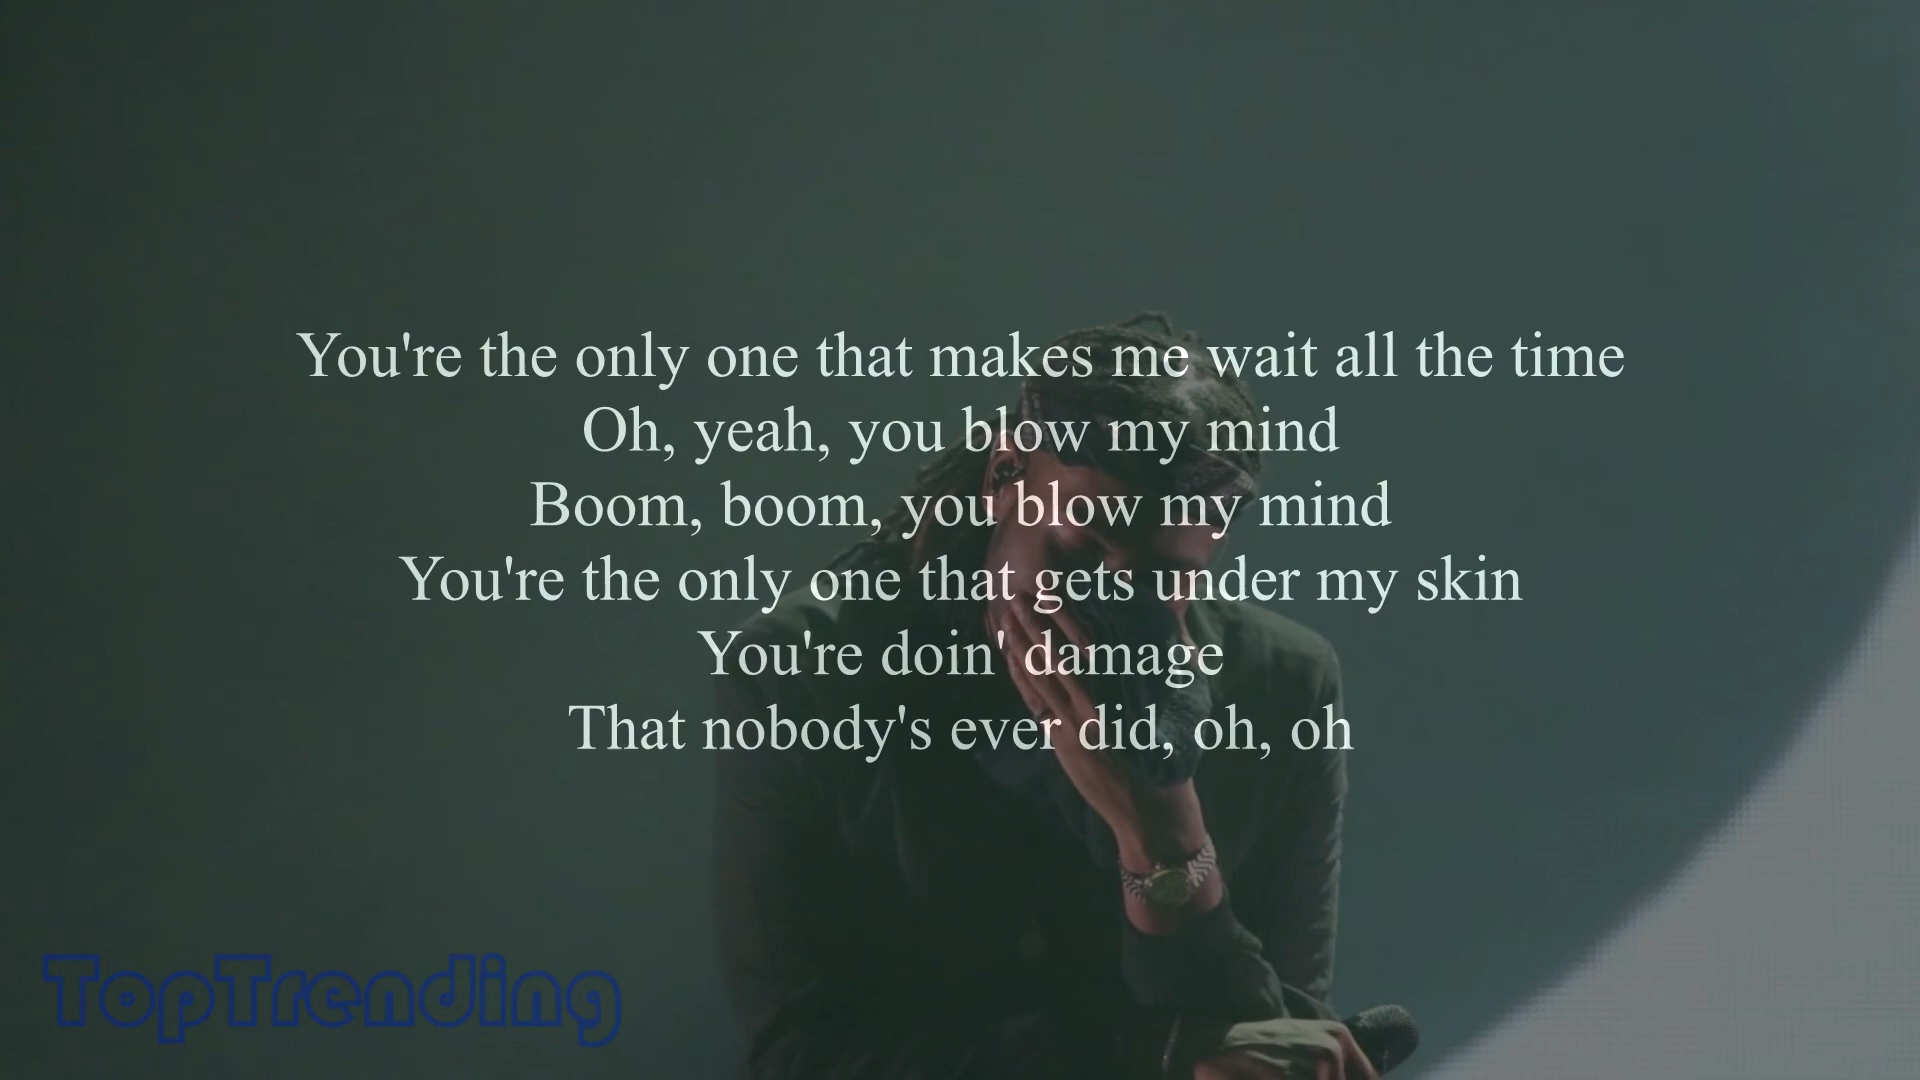 You're the only one that makes me wait all the time
Oh, yeah, you blow my mind
Boom, boom, you blow my mind
You're the only one that gets under my skin
You're doin' damage
That nobody's ever did, oh, oh
TopTrending